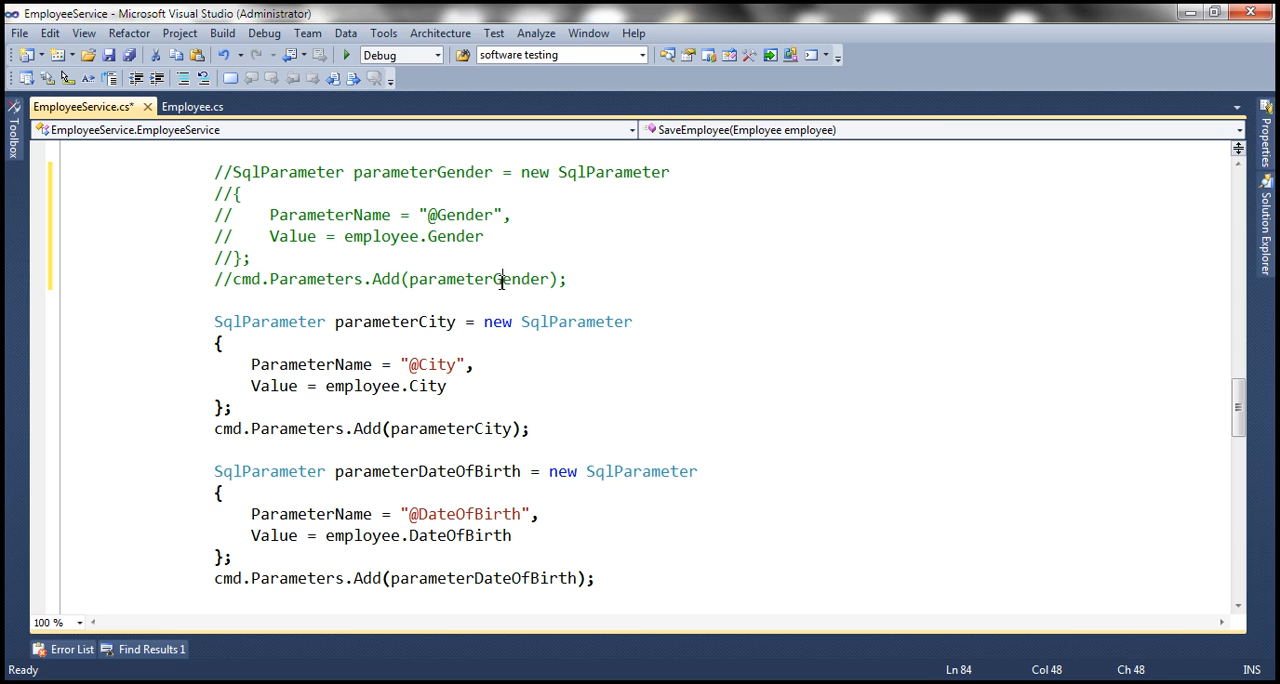 EmployeeService - Microsoft Visual Studio (Administrator)
File Edit View Refactor Project Build Debug Team Data Tools Architecture Test Analyze Window Help
Debug software testing
EmployeeService.cs* Employee.cs
EmployeeService.EmployeeService SaveEmployee(Employee employee)
Toolbox
Properties
Solution Explorer
//SqlParameter parameterGender = new SqlParameter
//{
//    ParameterName = "@Gender",
//    Value = employee.Gender
//};
//cmd.Parameters.Add(parameterGender);
SqlParameter parameterCity = new SqlParameter
{
    ParameterName = "@City",
    Value = employee.City
};
cmd.Parameters.Add(parameterCity);
SqlParameter parameterDateOfBirth = new SqlParameter
{
    ParameterName = "@DateOfBirth",
    Value = employee.DateOfBirth
};
cmd.Parameters.Add(parameterDateOfBirth);
100 %
Error List Find Results 1
Ready Ln 84 Col 48 Ch 48 INS